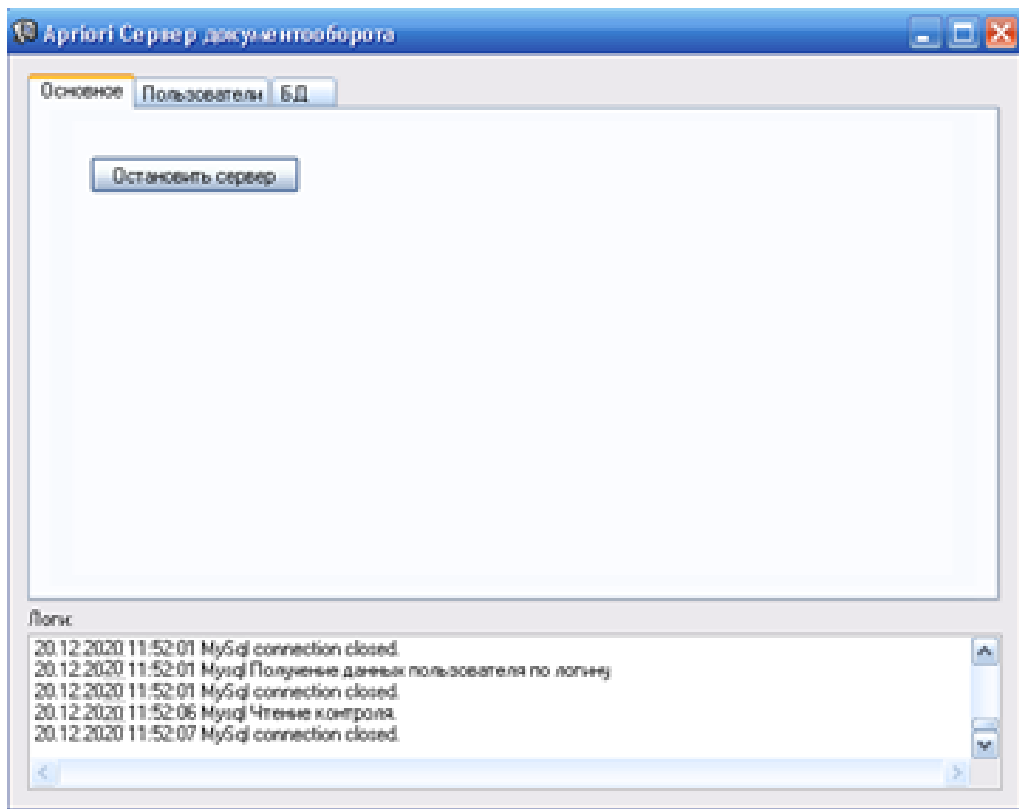 Apriori Сервер документооборота
Основное Пользователи БД
Остановить сервер
Логи:
20.12.2020 11:52:01 MySql connection closed.
20.12.2020 11:52:01 Mysql Получение данных пользователя по логину
20.12.2020 11:52:01 MySql connection closed.
20.12.2020 11:52:06 Mysql Чтение контроля.
20.12.2020 11:52:07 MySql connection closed.